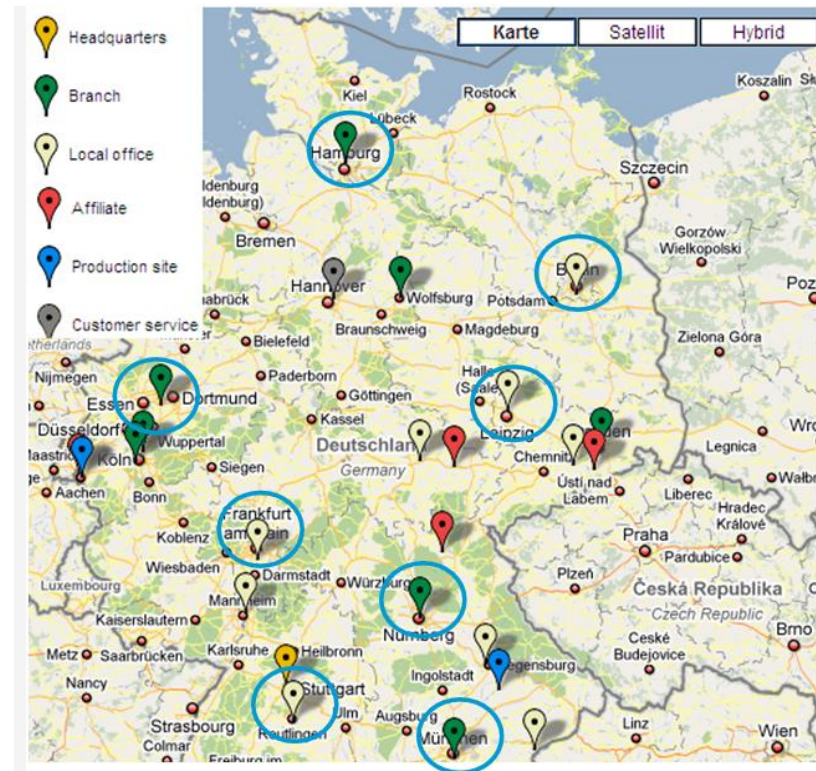 Headquarters
Branch
Local office
Affiliate
Production site
Customer service
Karte
Satellit
Hybrid
Kiel
Rostock
Koszalin
Lübeck
Hamburg
Szczecin
Bremen
Gorzów
Wielkopolski
Hannover
Wolfsburg
Potsdam
Braunschweig
Magdeburg
Zielona Góra
Bielefeld
Nijmegen
Paderborn
Göttingen
Halle
(Saale)
Essen
Dortmund
Düsseldorf
Wuppertal
Kassel
Leipzig
Legnica
Köln
Siegen
Germany
Chemnitz
Aachen
Bonn
Ústí nad
Labem
Liberec
Hradec
Králové
Frankfurt
Koblenz
Praha
Pardubice
Wiesbaden
Darmstadt
Würzburg
Plzeň
Luxembourg
Mannheim
Česká Republika
Czech Republic
Kaiserslautern
Nürnberg
Metz
Saarbrücken
Karlsruhe
Heilbronn
České
Budejovice
Brno
Nancy
Stuttgart
Ingolstadt
Strasbourg
Reutlingen
Ulm
Augsburg
München
Linz
Wien
Colmar